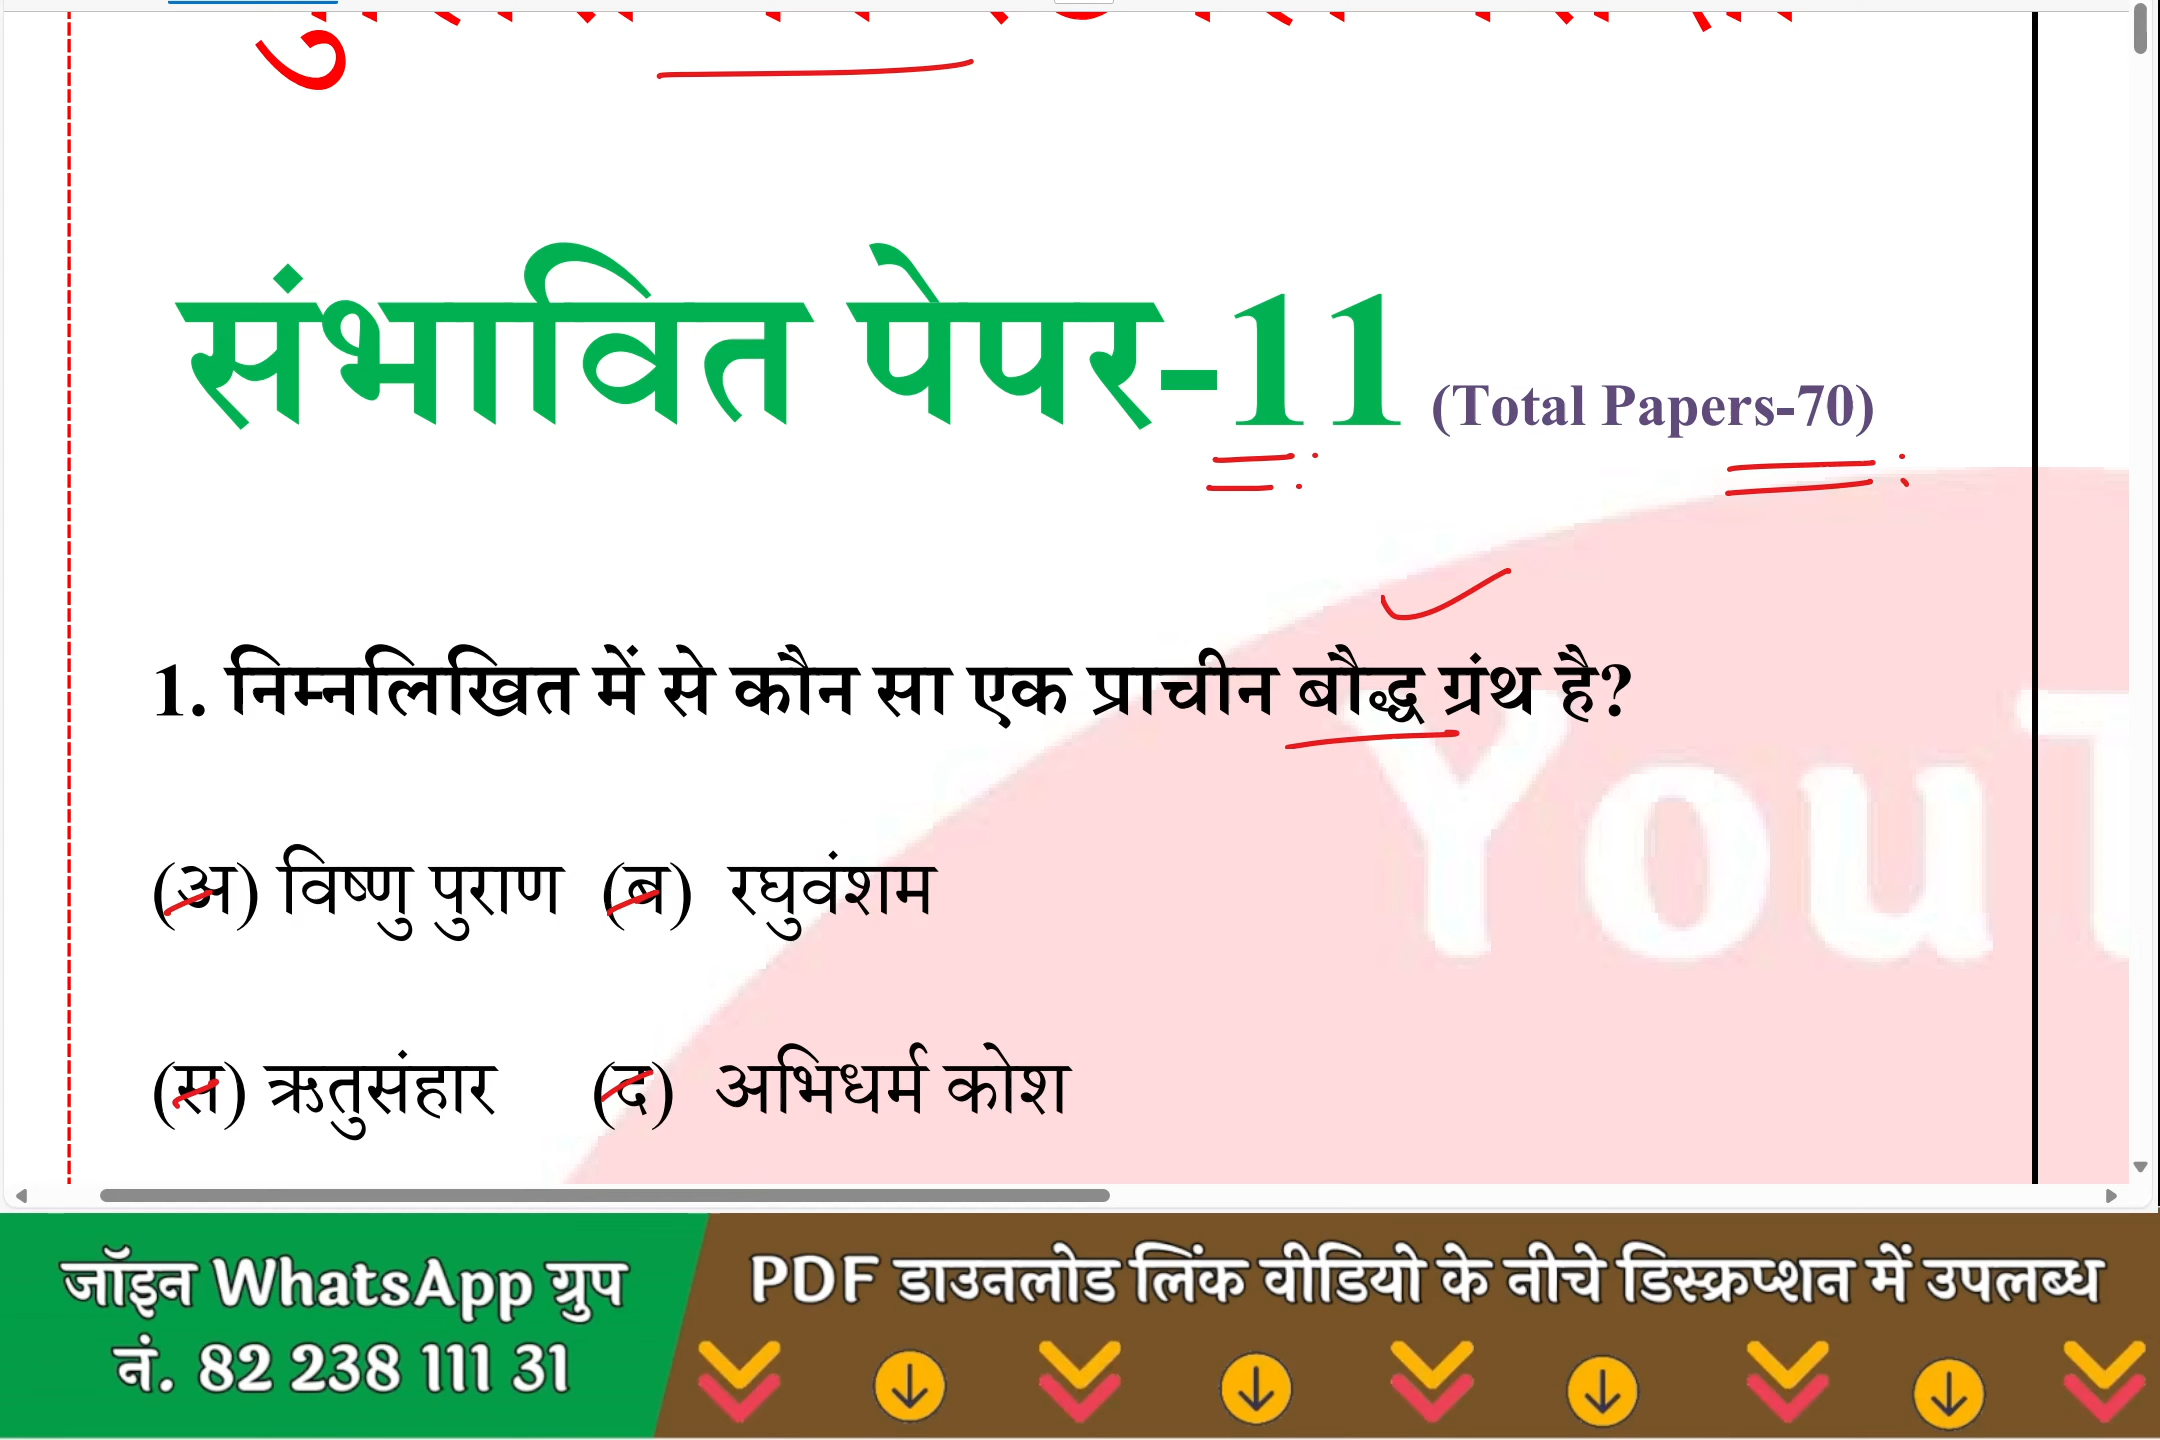 संभावित पेपर-11 (Total Papers-70)
1. निम्नलिखित में से कौन सा एक प्राचीन बौद्ध ग्रंथ है?
(अ) विष्णु पुराण (ब) रघुवंशम
(स) ऋतुसंहार (द) अभिधर्म कोश
YouT
जॉइन WhatsApp ग्रुप
नं. 82 238 111 31
PDF डाउनलोड लिंक वीडियो के नीचे डिस्क्रप्शन में उपलब्ध